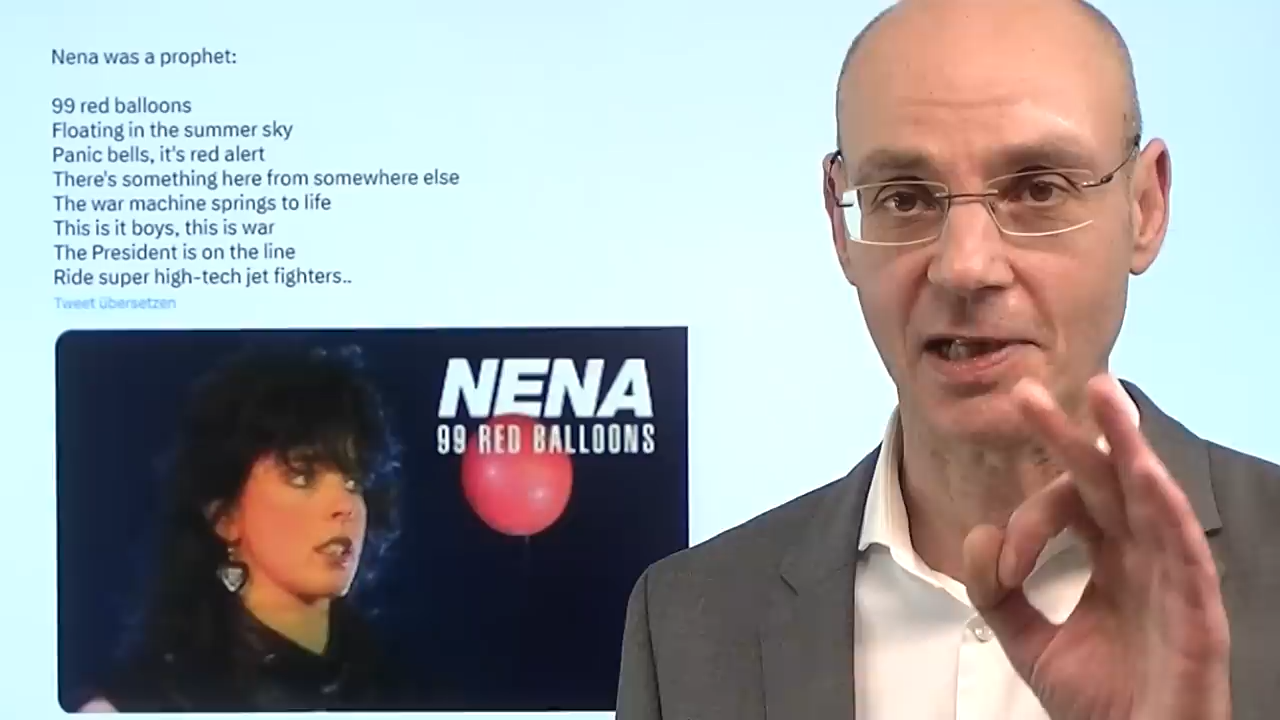 Nena was a prophet:
99 red balloons
Floating in the summer sky
Panic bells, it's red alert
There's something here from somewhere else
The war machine springs to life
This is it boys, this is war
The President is on the line
Ride super high-tech jet fighters..
Tweet übersetzen
NENA
99 RED BALLOONS